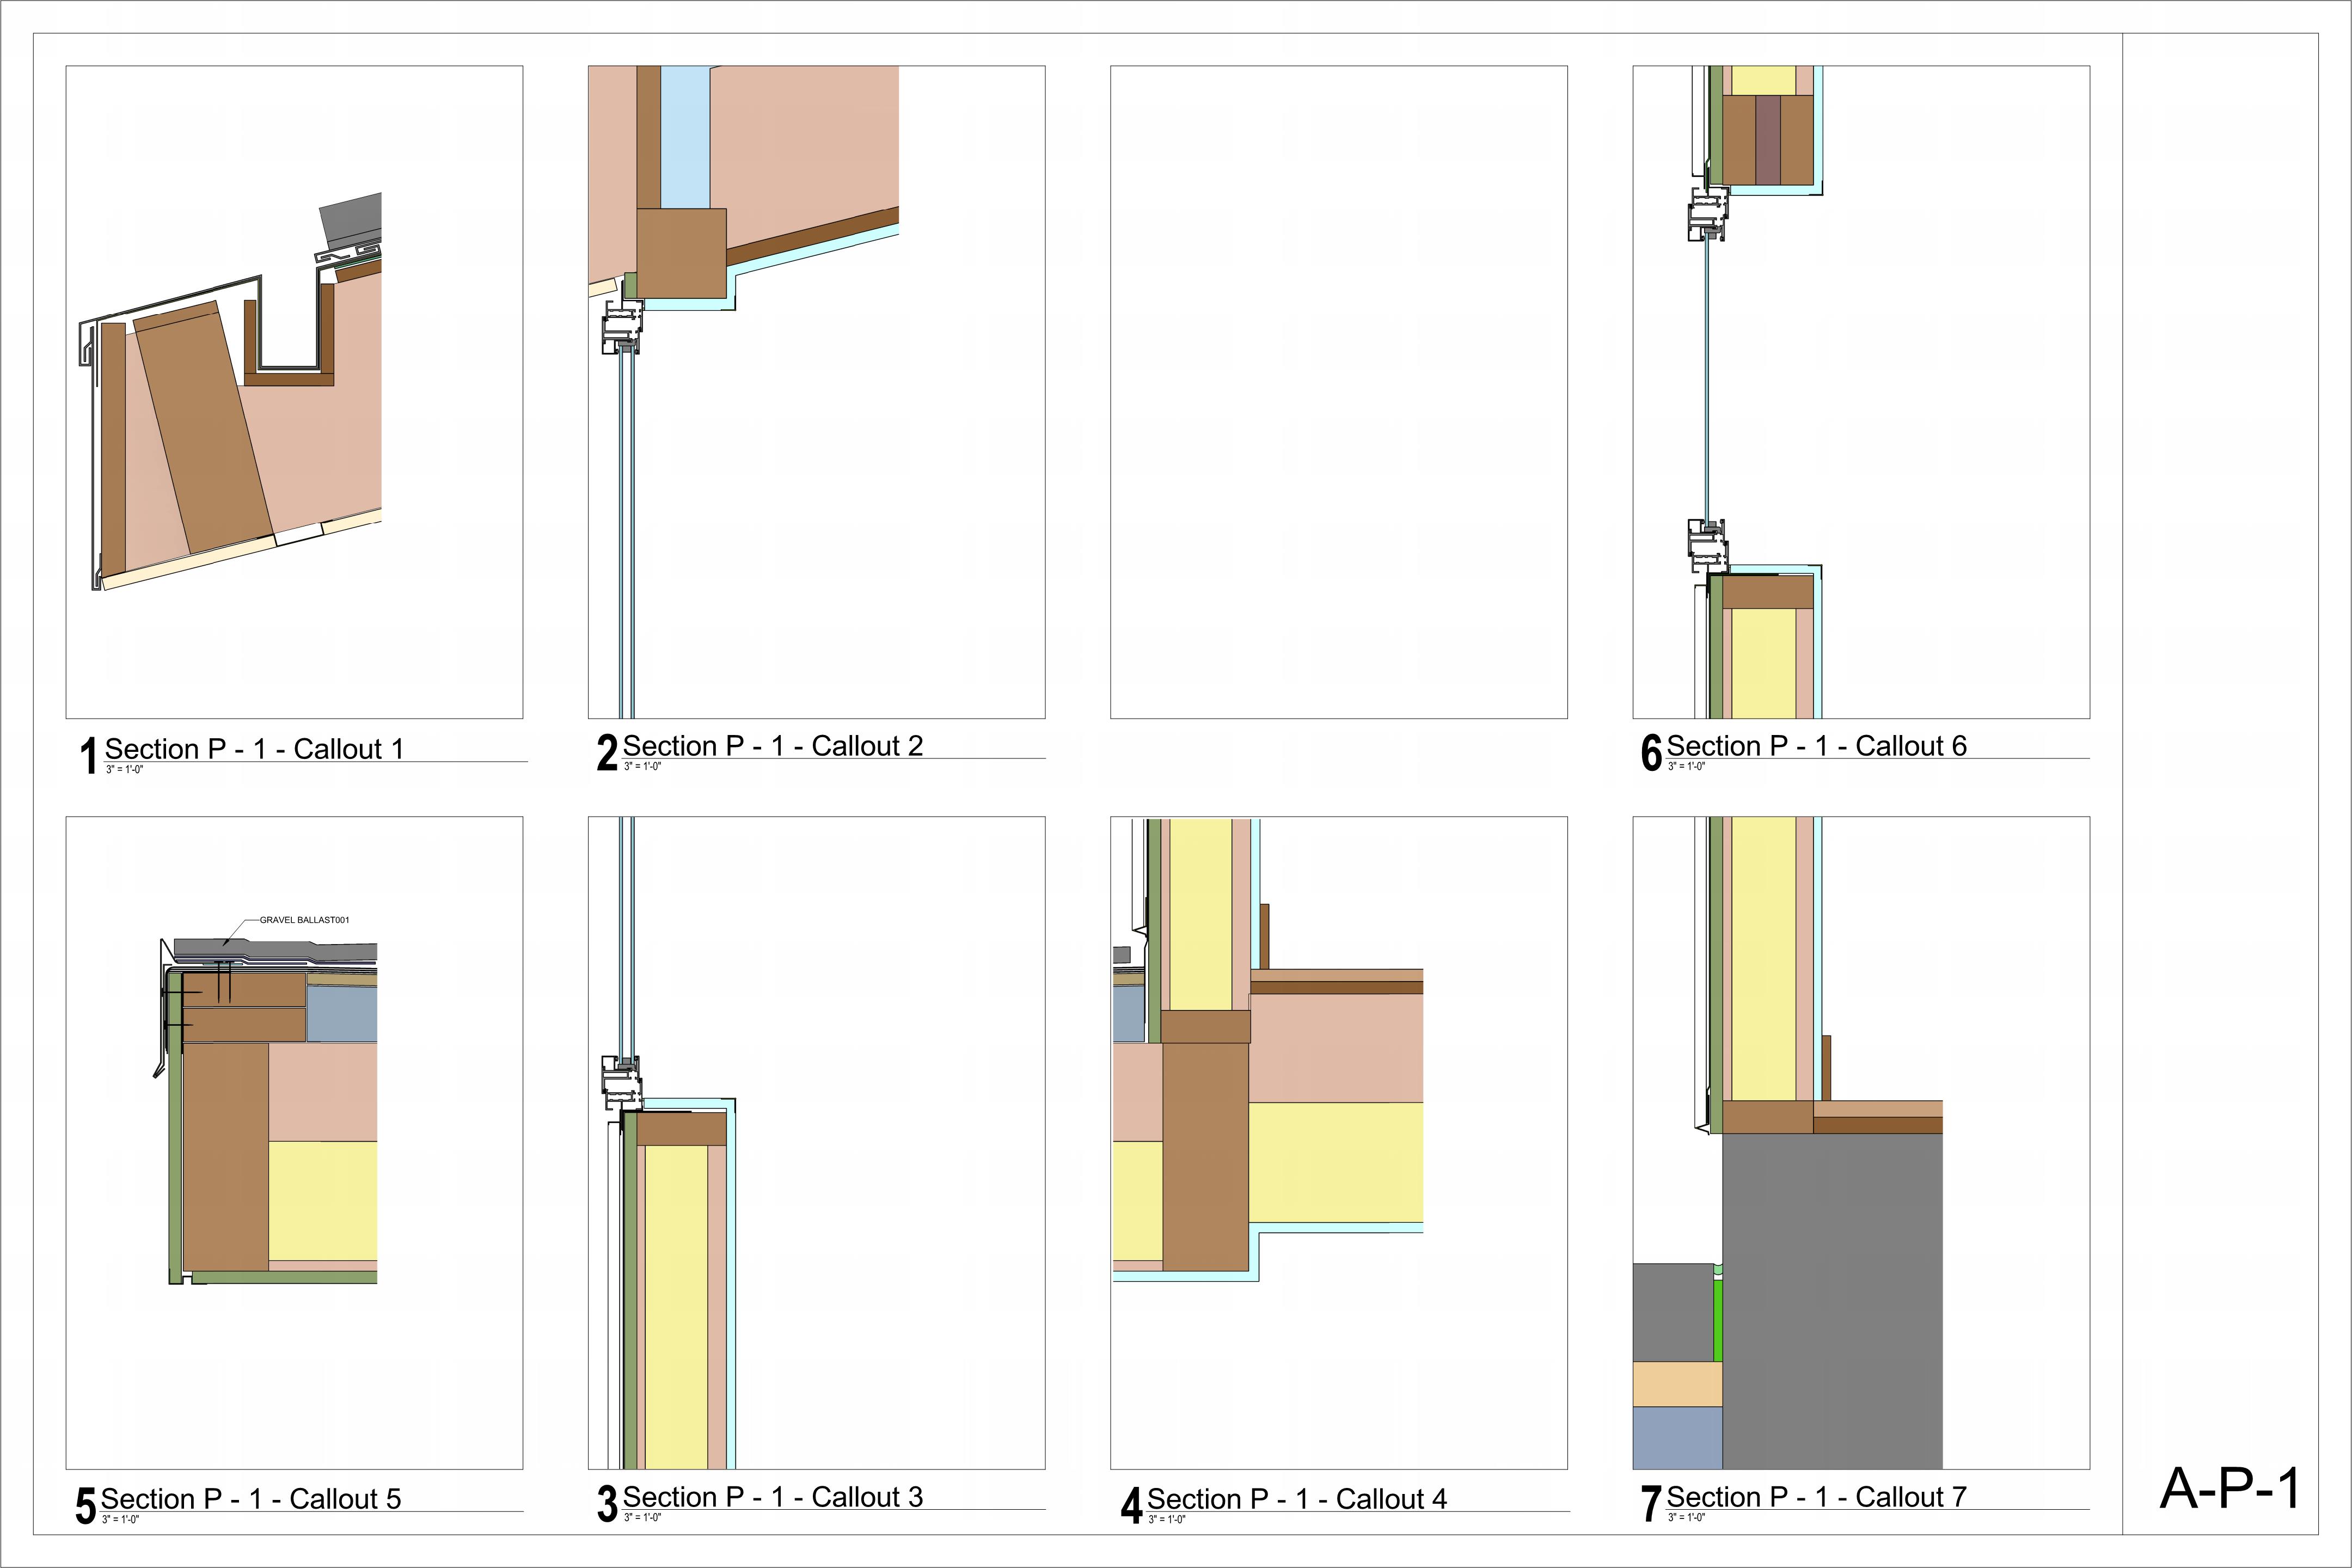 1 Section P - 1 - Callout 1
3" = 1'-0"
2 Section P - 1 - Callout 2
3" = 1'-0"
6 Section P - 1 - Callout 6
3" = 1'-0"
GRAVEL BALLAST001
5 Section P - 1 - Callout 5
3" = 1'-0"
3 Section P - 1 - Callout 3
3" = 1'-0"
4 Section P - 1 - Callout 4
3" = 1'-0"
7 Section P - 1 - Callout 7
3" = 1'-0"
A-P-1